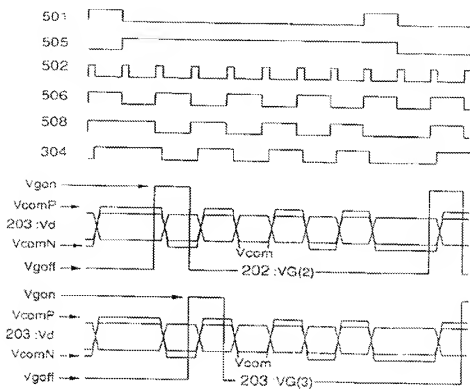 501
505
502
506
508
304
Vgon
VcomP
203 :Vd
VcomN
Vgoff
Vcom
202 :VG(2)
Vgon
VcomP
203 :Vd
VcomN
Vgoff
Vcom
203 :VG(3)